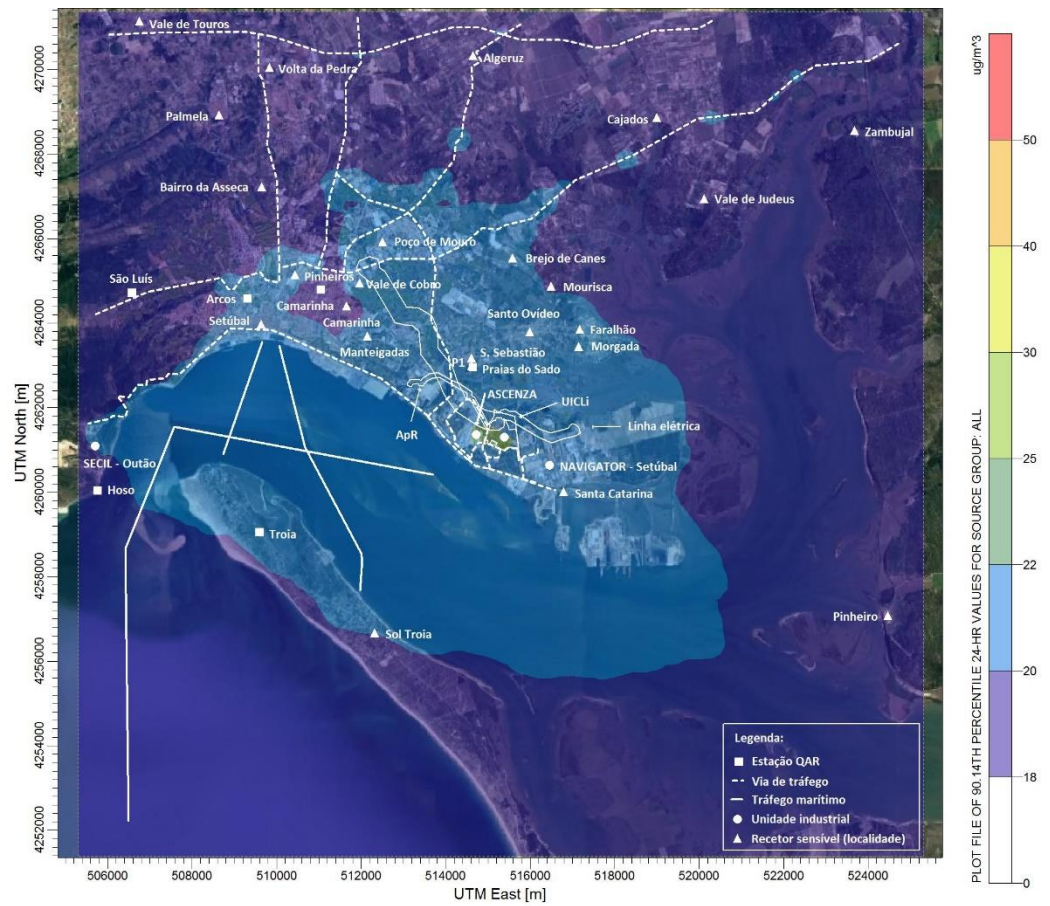 ug/m^3
Vale de Touros
Algeruz
Volta da Pedra
4270000
Palmela
Cajados
Zambujal
50
4268000
Bairro da Asseca
Vale de Judeus
4266000
Poço de Mouro
Brejo de Canes
40
São Luís
Pinheiros
Vale de Cobro
Mourisca
Arcos
Camarinha
4264000
Setúbal
Camarinha
Santo Ovídeo
Faralhão
Manteigadas
Morgada
30
P1
S. Sebastião
Praias do Sado
4262000
ASCENZA
UICLi
ApR
Linha elétrica
25
SECIL - Outão
NAVIGATOR - Setúbal
4260000
Hoso
Santa Catarina
Troia
22
4258000
Pinheiro
Sol Troia
20
4256000
4254000
Legenda:
Estação QAR
18
Via de tráfego
Tráfego marítimo
Unidade industrial
4252000
Recetor sensível (localidade)
0
506000 508000 510000 512000 514000 516000 518000 520000 522000 524000
UTM East [m]
UTM North [m]
PLOT FILE OF 90.14TH PERCENTILE 24-HR VALUES FOR SOURCE GROUP: ALL